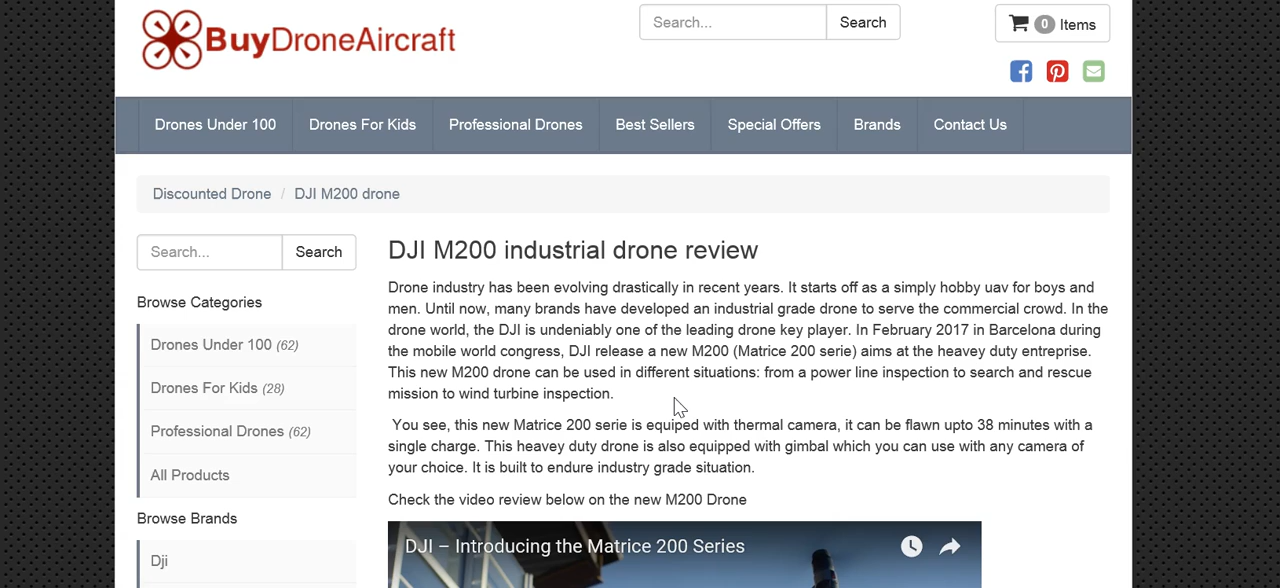 BuyDroneAircraft
Search...
Search
0 Items
Drones Under 100
Drones For Kids
Professional Drones
Best Sellers
Special Offers
Brands
Contact Us
Discounted Drone / DJI M200 drone
Search...
Search
Browse Categories
Drones Under 100 (62)
Drones For Kids (28)
Professional Drones (62)
All Products
Browse Brands
Dji
DJI M200 industrial drone review
Drone industry has been evolving drastically in recent years. It starts off as a simply hobby uav for boys and
men. Until now, many brands have developed an industrial grade drone to serve the commercial crowd. In the
drone world, the DJI is undeniably one of the leading drone key player. In February 2017 in Barcelona during
the mobile world congress, DJI release a new M200 (Matrice 200 serie) aims at the heavey duty entreprise.
This new M200 drone can be used in different situations: from a power line inspection to search and rescue
mission to wind turbine inspection.
You see, this new Matrice 200 serie is equiped with thermal camera, it can be flawn upto 38 minutes with a
single charge. This heavey duty drone is also equipped with gimbal which you can use with any camera of
your choice. It is built to endure industry grade situation.
Check the video review below on the new M200 Drone
DJI – Introducing the Matrice 200 Series